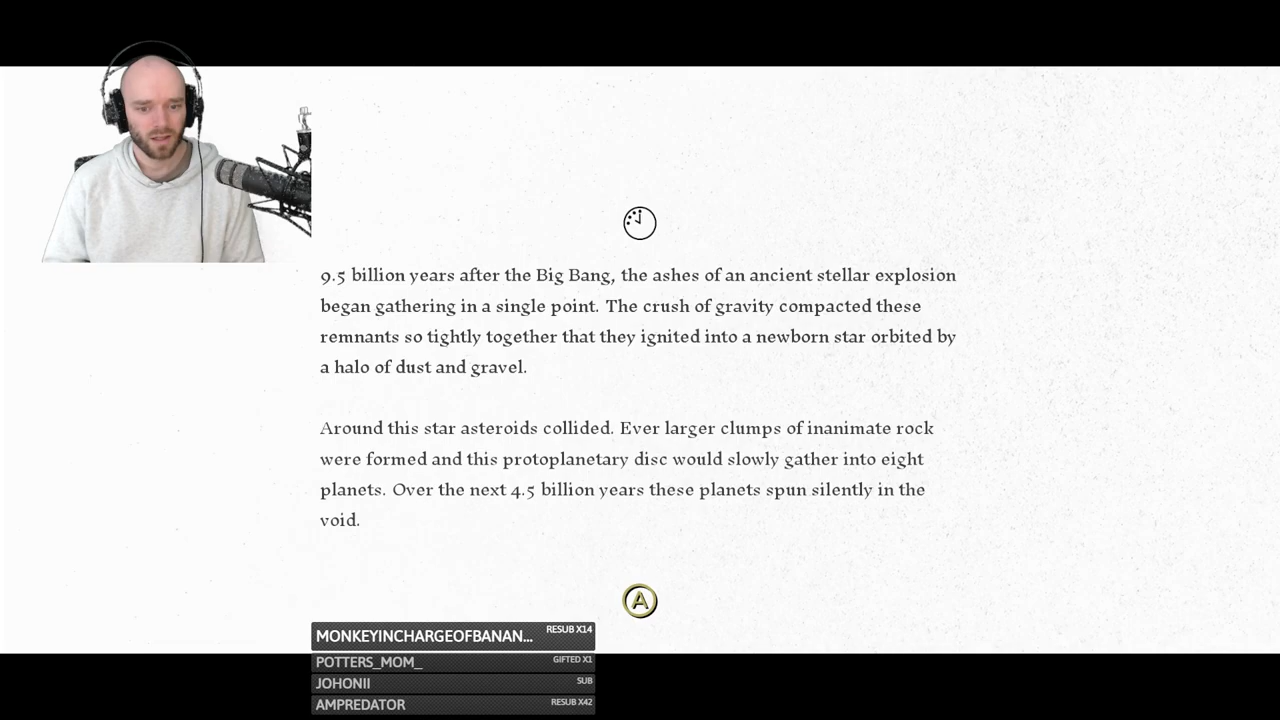 9.5 billion years after the Big Bang, the ashes of an ancient stellar explosion
began gathering in a single point. The crush of gravity compacted these
remnants so tightly together that they ignited into a newborn star orbited by
a halo of dust and gravel.
Around this star asteroids collided. Ever larger clumps of inanimate rock
were formed and this protoplanetary disc would slowly gather into eight
planets. Over the next 4.5 billion years these planets spun silently in the
void.
A
MONKEYINCHARGEOFBANAN... RESUB X14
POTTERS_MOM_ GIFTED X1
JOHONII SUB
AMPREDATOR RESUB X42